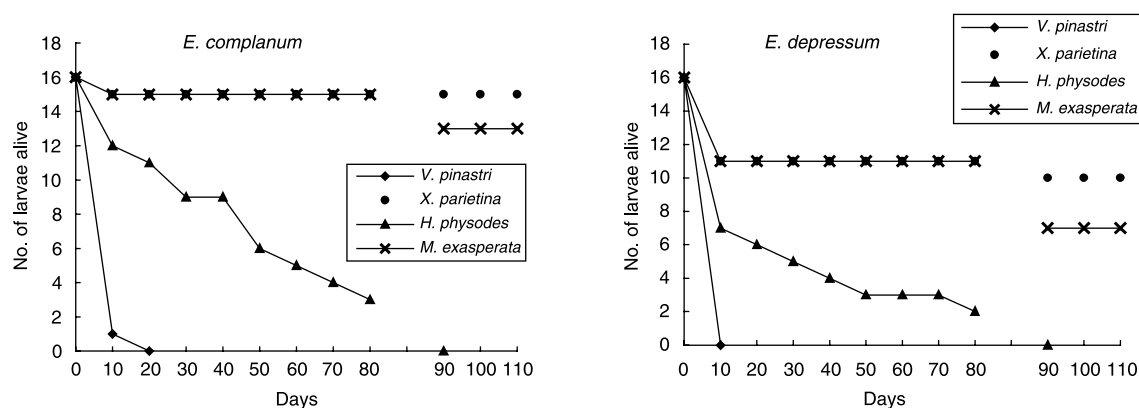 E. complanum
18
16
14
12
10
8
6
4
2
0
No. of larvae alive
V. pinastri
X. parietina
H. physodes
M. exasperata
0 10 20 30 40 50 60 70 80 90 100 110
Days
E. depressum
V. pinastri
X. parietina
H. physodes
M. exasperata
18
16
14
12
10
8
6
4
2
0
No. of larvae alive
0 10 20 30 40 50 60 70 80 90 100 110
Days